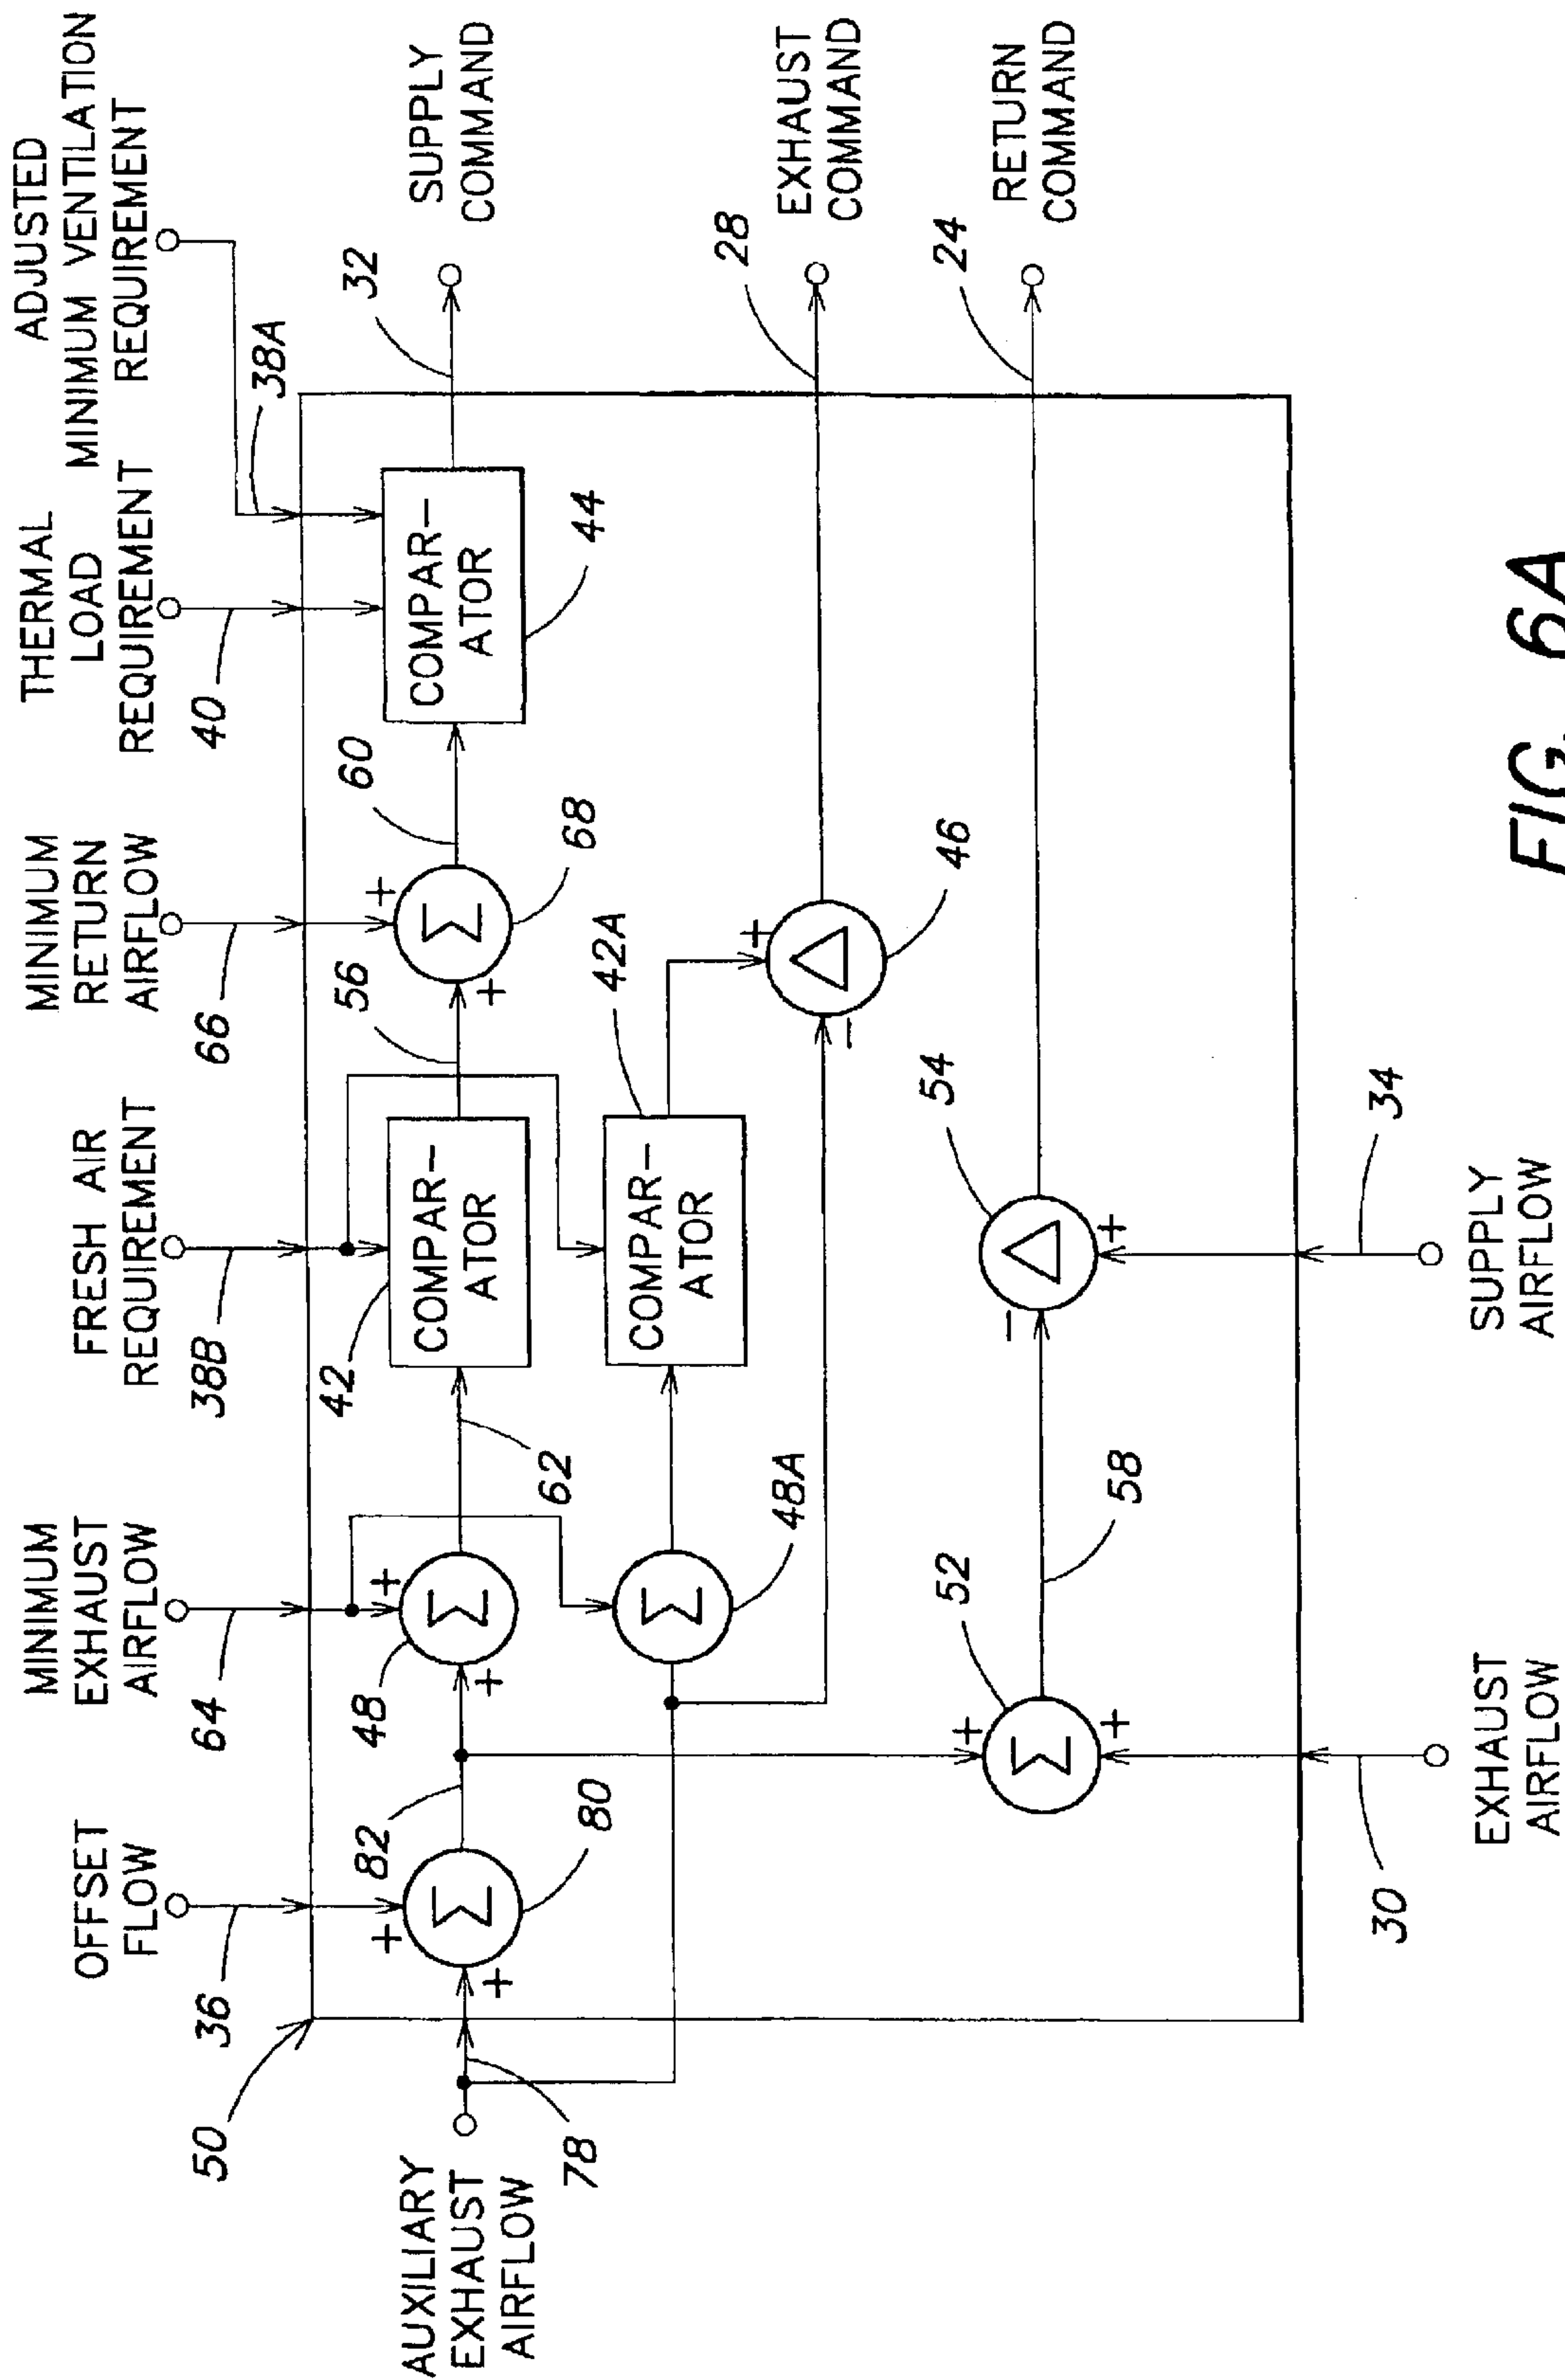 OFFSET
FLOW
MINIMUM
EXHAUST
AIRFLOW
FRESH AIR
REQUIREMENT
MINIMUM
RETURN
AIRFLOW
THERMAL
LOAD
REQUIREMENT
ADJUSTED
MINIMUM VENTILATION
REQUIREMENT
50
36
64
38B
66
40
38A
AUXILIARY
EXHAUST
AIRFLOW
78
+
+
Σ
80
82
+
+
Σ
48
62
42
COMPAR-
ATOR
56
+
+
Σ
68
60
COMPAR-
ATOR
44
32
SUPPLY
COMMAND
Σ
48A
COMPAR-
ATOR
42A
+
-
Δ
46
28
EXHAUST
COMMAND
+
+
Σ
52
58
-
+
Δ
54
24
RETURN
COMMAND
30
EXHAUST
AIRFLOW
34
SUPPLY
AIRFLOW
FIG. 6A